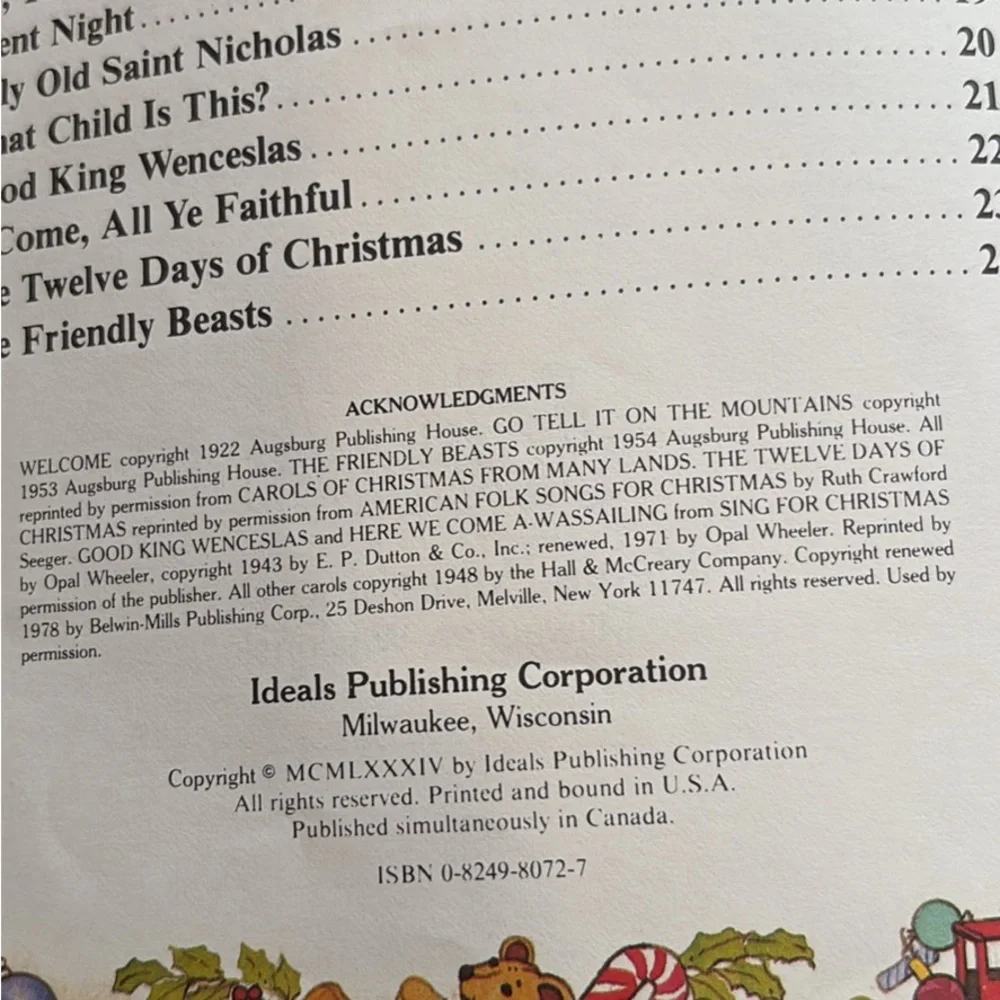 ent Night
ly Old Saint Nicholas .................... 20
hat Child Is This? .................... 21
od King Wenceslas .................... 22
Come, All Ye Faithful .................... 23
e Twelve Days of Christmas .................... 2
e Friendly Beasts ....................
ACKNOWLEDGMENTS
WELCOME copyright 1922 Augsburg Publishing House. GO TELL IT ON THE MOUNTAINS copyright
1953 Augsburg Publishing House. THE FRIENDLY BEASTS copyright 1954 Augsburg Publishing House. All
reprinted by permission from CAROLS OF CHRISTMAS FROM MANY LANDS. THE TWELVE DAYS OF
CHRISTMAS reprinted by permission from AMERICAN FOLK SONGS FOR CHRISTMAS by Ruth Crawford
Seeger. GOOD KING WENCESLAS and HERE WE COME A-WASSAILING from SING FOR CHRISTMAS
by Opal Wheeler, copyright 1943 by E. P. Dutton & Co., Inc.; renewed, 1971 by Opal Wheeler. Reprinted by
permission of the publisher. All other carols copyright 1948 by the Hall & McCreary Company. Copyright renewed
1978 by Belwin-Mills Publishing Corp., 25 Deshon Drive, Melville, New York 11747. All rights reserved. Used by
permission.
Ideals Publishing Corporation
Milwaukee, Wisconsin
Copyright © MCMLXXXIV by Ideals Publishing Corporation
All rights reserved. Printed and bound in U.S.A.
Published simultaneously in Canada.
ISBN 0-8249-8072-7